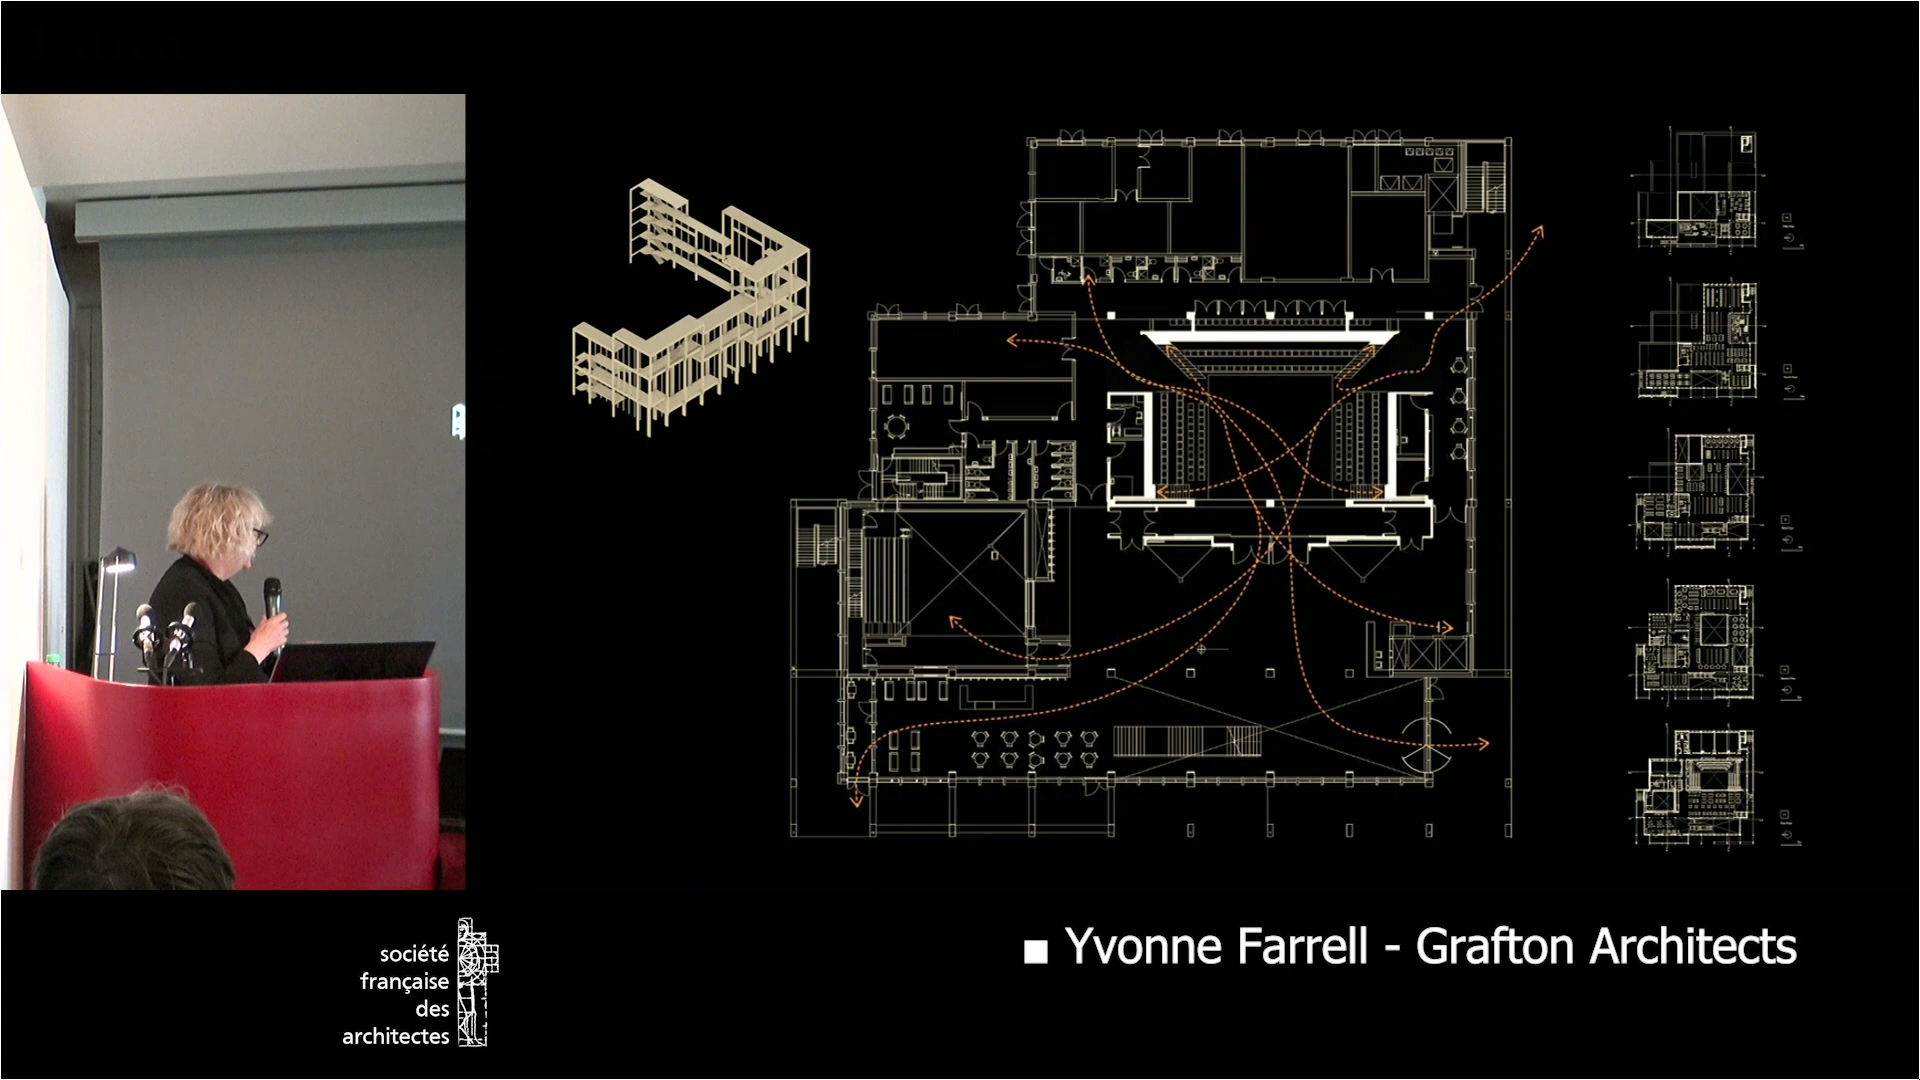 société
française
des
architectes
Yvonne Farrell - Grafton Architects